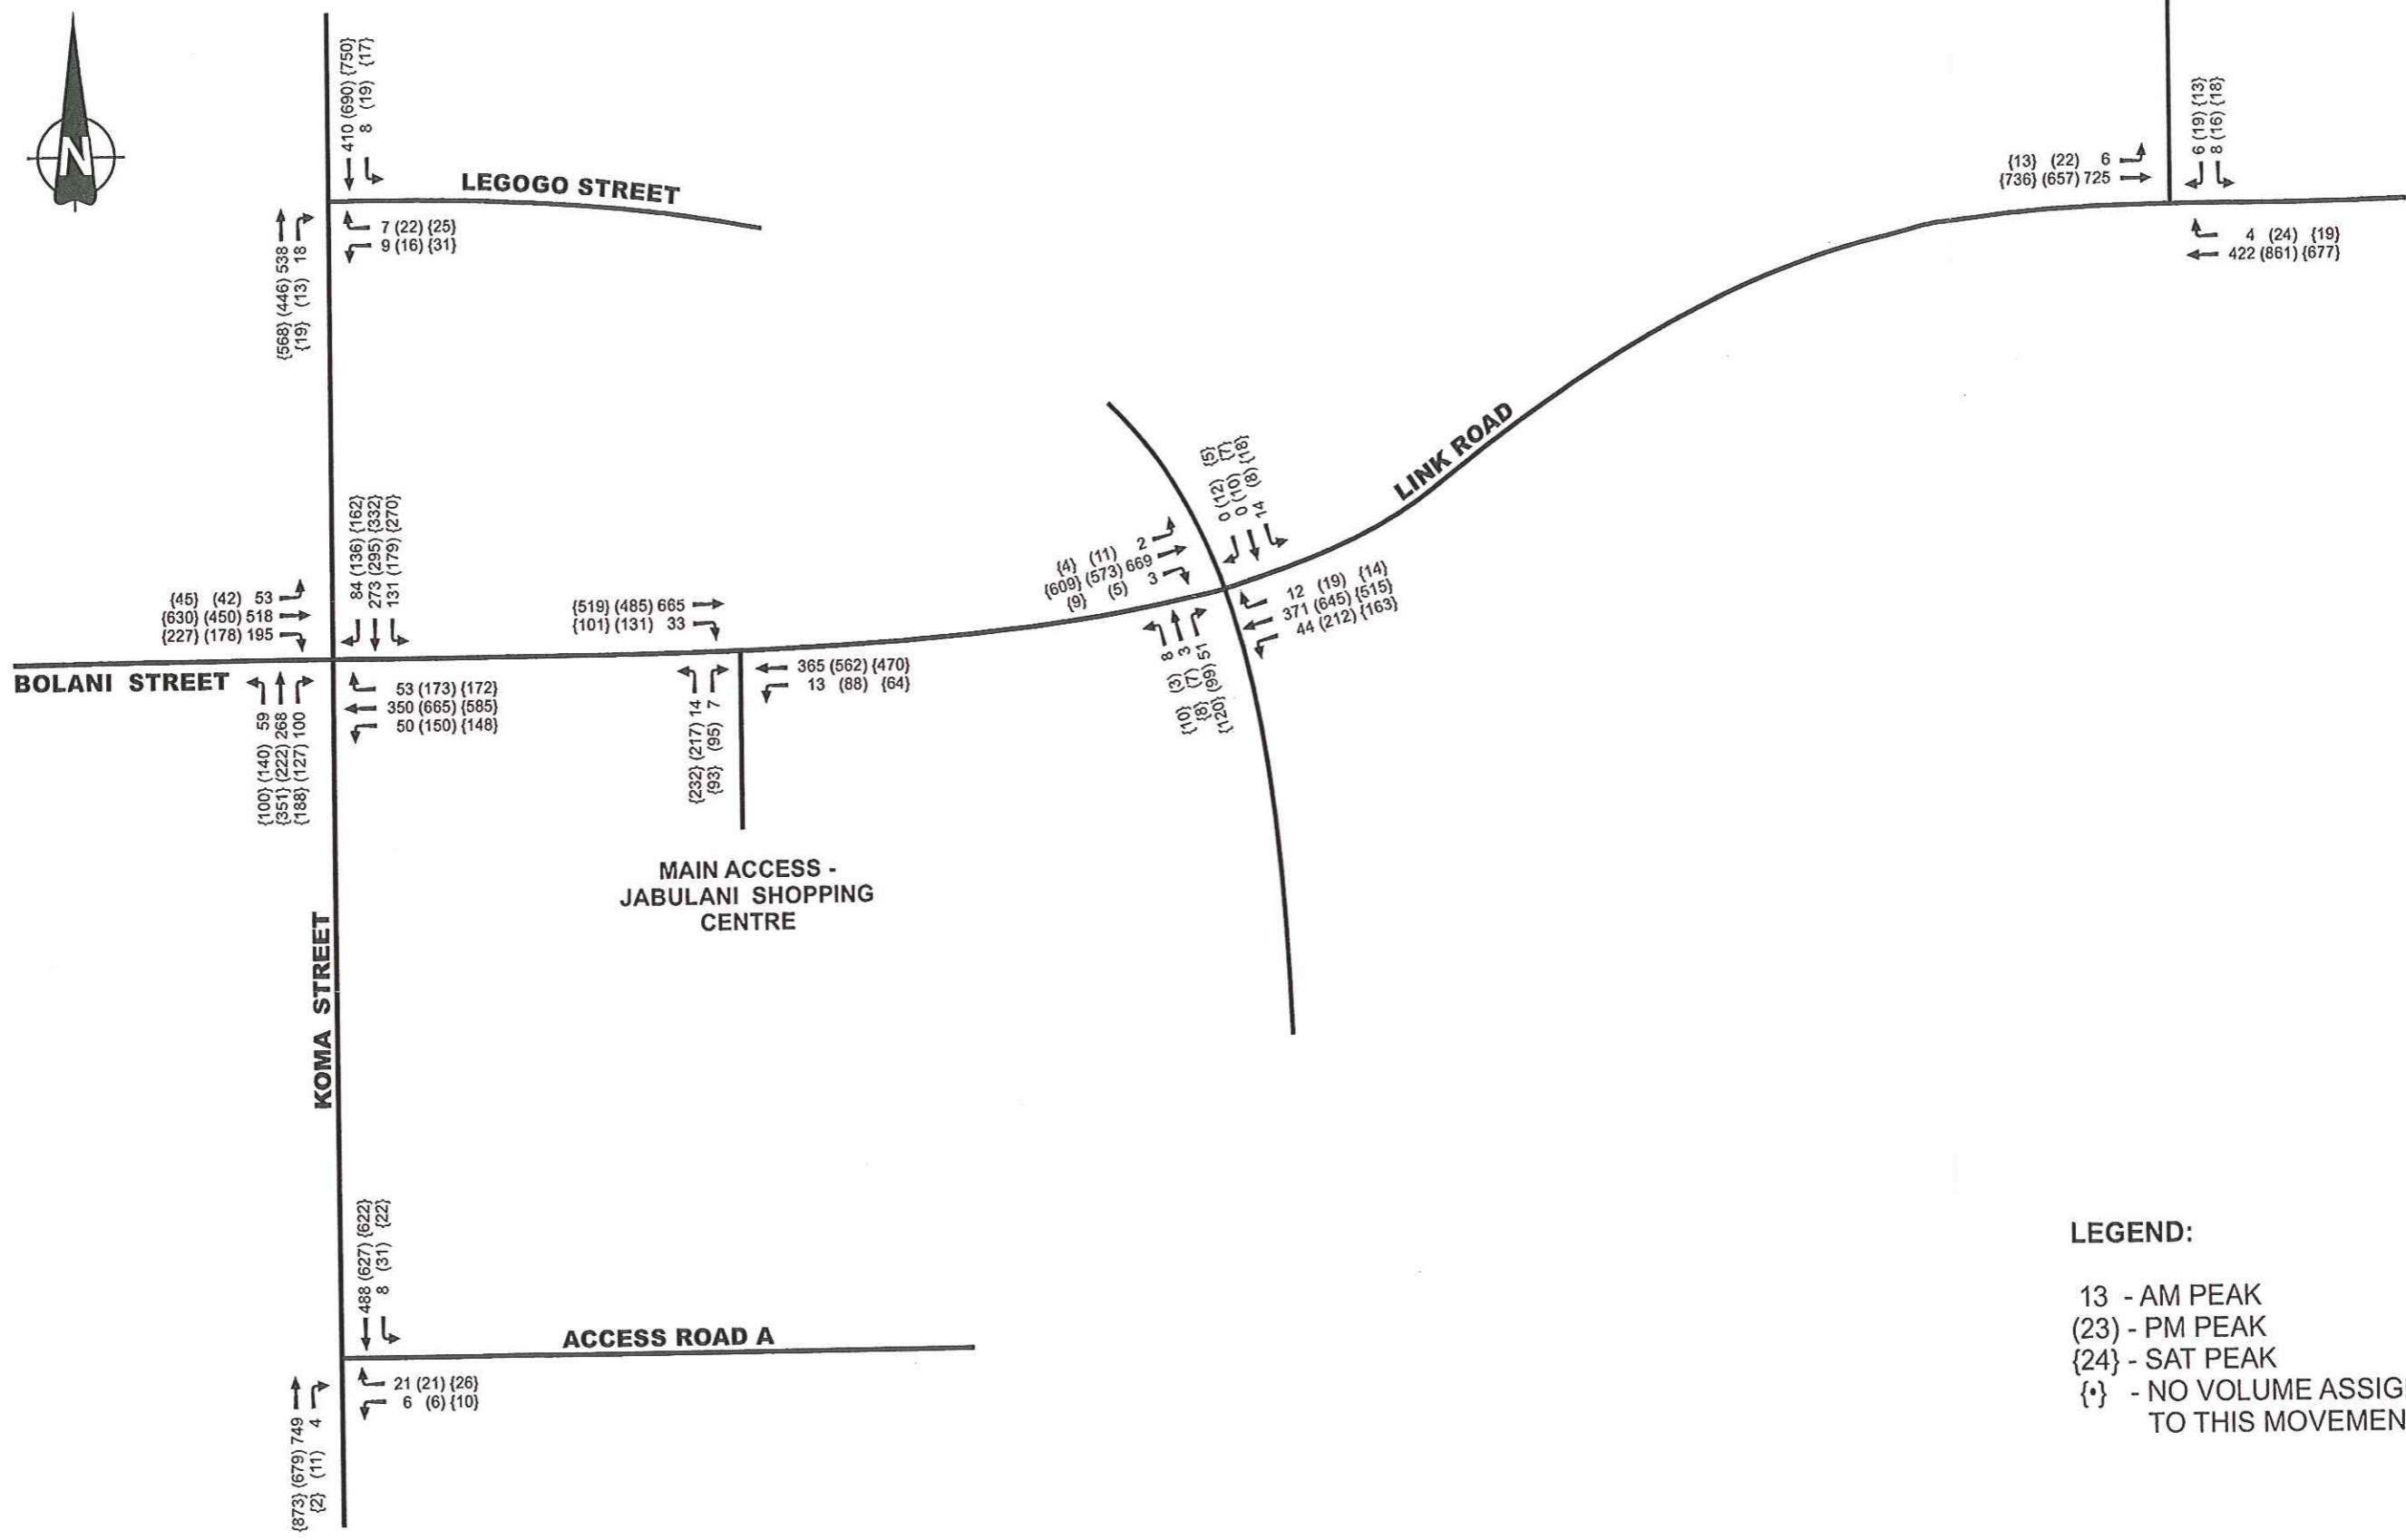 N
410 (690) {750}
8 (19) {17}
LEGOGO STREET
7 (22) {25}
9 (16) {31}
{568} (446) 538
{19} (13) 18
{13} (22) 6
{736} (657) 725
6 (19) {13}
8 (16) {18}
4 (24) {19}
422 (861) {677}
LINK ROAD
84 (136) {162}
273 (295) {332}
131 (179) {270}
{45} (42) 53
{630} (450) 518
{227} (178) 195
BOLANI STREET
53 (173) {172}
350 (665) {585}
50 (150) {148}
{100} (140) 59
{351} (222) 268
{188} (127) 100
{519} (485) 665
{101} (131) 33
365 (562) {470}
13 (88) {64}
{232} (217) 14
{93} (95) 7
MAIN ACCESS -
JABULANI SHOPPING
CENTRE
{4} (11) 2
{609} (573) 669
{9} (5) 3
0 (12) {5}
0 (10) {7}
14 (8) {18}
12 (19) {14}
371 (645) {515}
44 (212) {163}
{10} (3) 8
{8} (7) 3
{120} (99) 51
KOMA STREET
488 (627) {622}
8 (31) {22}
ACCESS ROAD A
21 (21) {26}
6 (6) {10}
{873} (679) 749
{2} (11) 4
LEGEND:
13 - AM PEAK
(23) - PM PEAK
{24} - SAT PEAK
{•} - NO VOLUME ASSIG
TO THIS MOVEMEN